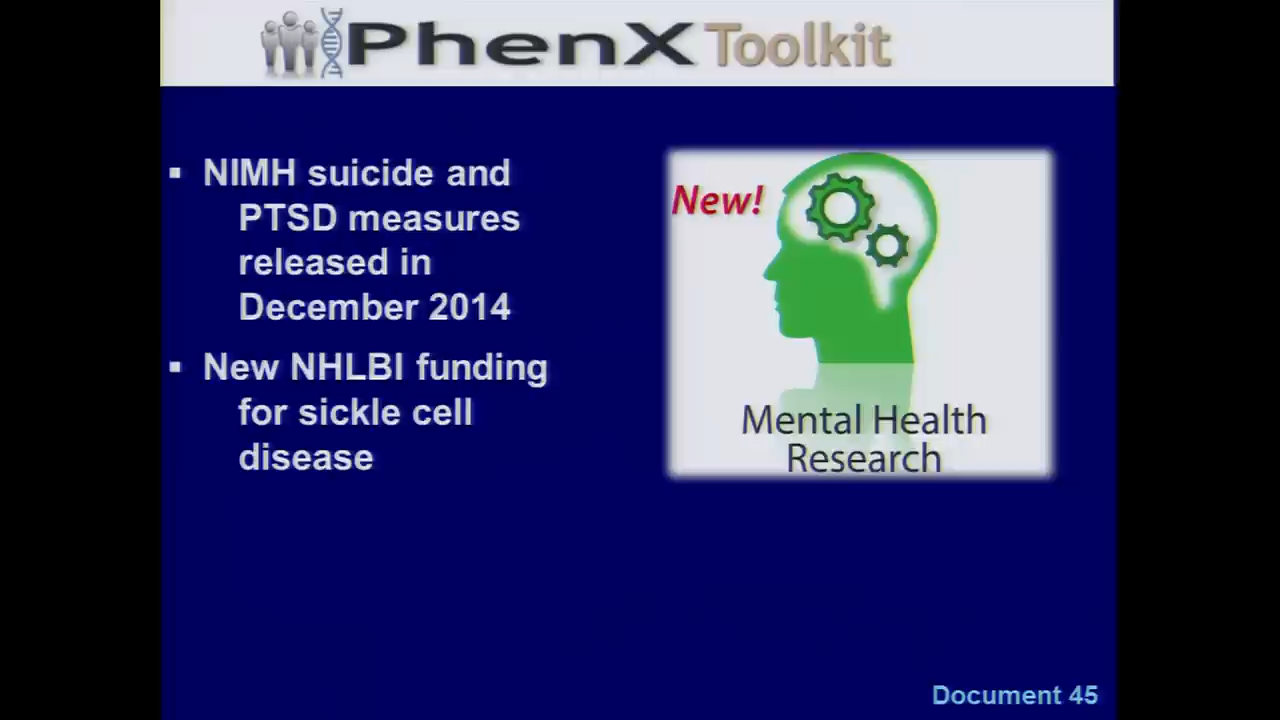 PhenX Toolkit
▪ NIMH suicide and
PTSD measures
released in
December 2014
▪ New NHLBI funding
for sickle cell
disease
New!
Mental Health
Research
Document 45